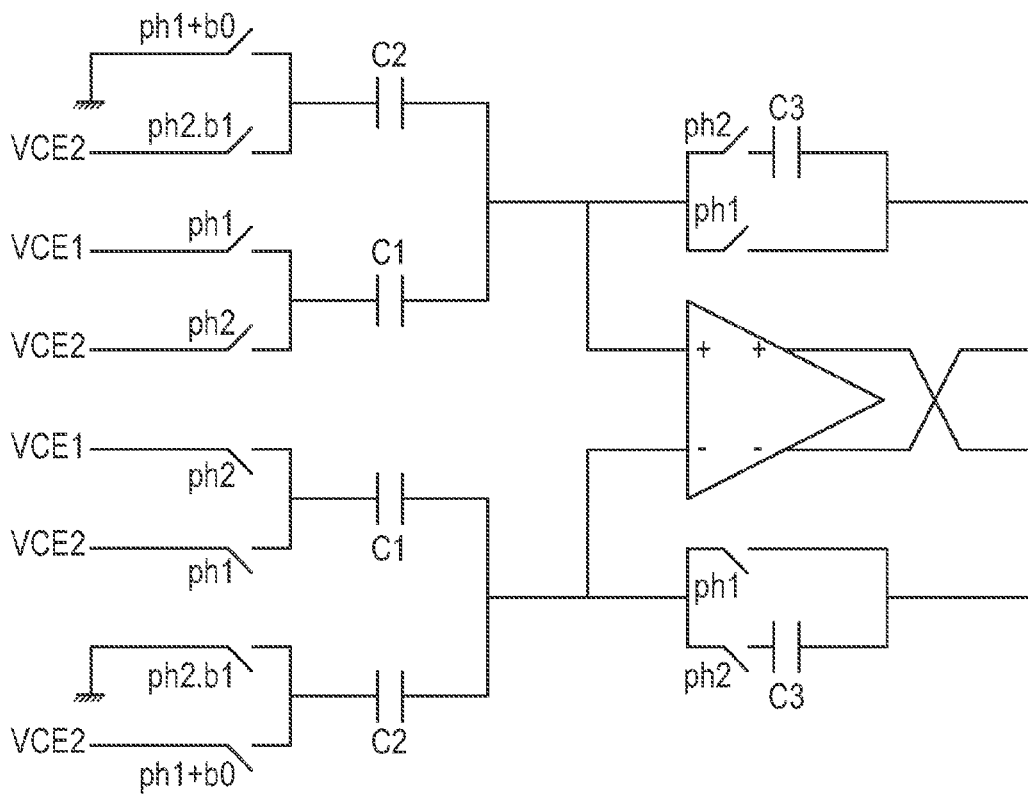 ph1+b0
C2
VCE2
ph2.b1
ph2
C3
VCE1
ph1
C1
ph1
VCE2
ph2
+
+
VCE1
ph2
-
-
VCE2
ph1
C1
ph1
ph2.b1
ph2
C3
VCE2
ph1+b0
C2